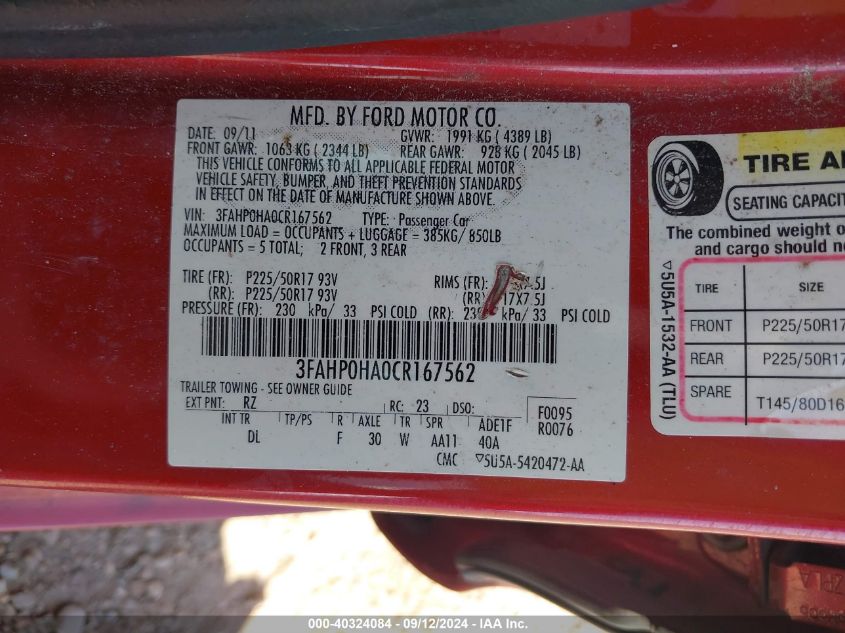 MFD. BY FORD MOTOR CO.
DATE: 09/11 GVWR: 1991 KG ( 4389 LB)
FRONT GAWR: 1063 KG ( 2344 LB) REAR GAWR: 928 KG ( 2045 LB)
THIS VEHICLE CONFORMS TO ALL APPLICABLE FEDERAL MOTOR
VEHICLE SAFETY, BUMPER, AND THEFT PREVENTION STANDARDS
IN EFFECT ON THE DATE OF MANUFACTURE SHOWN ABOVE.
VIN: 3FAHP0HA0CR167562 TYPE: Passenger Car
MAXIMUM LOAD = OCCUPANTS + LUGGAGE = 385KG/ 850LB
OCCUPANTS = 5 TOTAL; 2 FRONT, 3 REAR
TIRE (FR): P225/50R17 93V RIMS (FR): 5J
(RR): P225/50R17 93V (RR) 17X7.5J
PRESSURE (FR): 230 kPa/ 33 PSI COLD (RR): kPa/ 33 PSI COLD
3FAHP0HA0CR167562
TRAILER TOWING - SEE OWNER GUIDE
EXT PNT: RZ RC: 23 DSO: F0095
INT TR TP/PS R AXLE TR SPR ADE1F R0076
DL F 30 W AA11 40A
CMC ▽5U5A-5420472-AA
TIRE
SEATING
The combined weight
and cargo should
▽5U5A-1532-AA (TLU)
TIRE SIZE
FRONT P225/50R17
REAR P225/50R17
SPARE T145/80D16
000-40324084 - 09/12/2024 - IAA Inc.